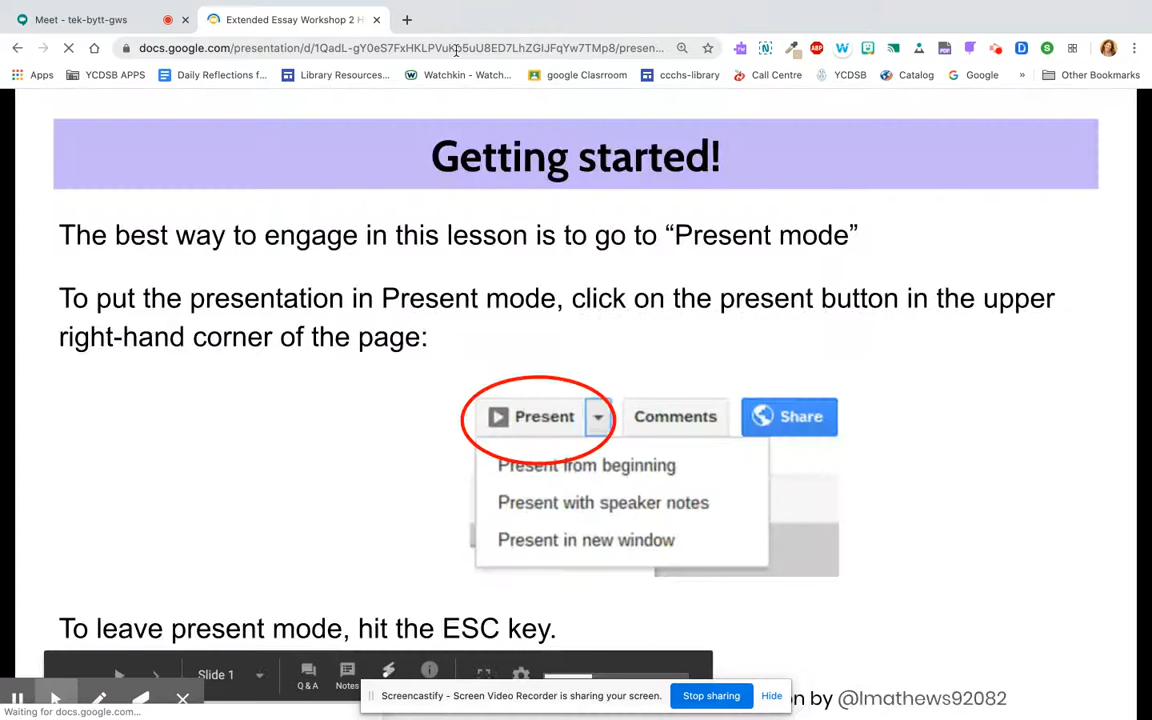 Meet - tek-bytt-gws
Extended Essay Workshop 2 H
docs.google.com/presentation/d/1QadL-gY0eS7FxHKLPVuKp5uU8ED7LhZGIJFqYw7TMp8/presen...
Apps YCDSB APPS Daily Reflections f... Library Resources... Watchkin - Watch... google Classroom ccchs-library Call Centre YCDSB Catalog Google » Other Bookmarks
Getting started!
The best way to engage in this lesson is to go to “Present mode”
To put the presentation in Present mode, click on the present button in the upper
right-hand corner of the page:
Present Comments Share
Present from beginning
Present with speaker notes
Present in new window
To leave present mode, hit the ESC key.
Slide 1 Q & A Notes
Screencastify - Screen Video Recorder is sharing your screen. Stop sharing Hide
on by @lmathews92082
Waiting for docs.google.com...